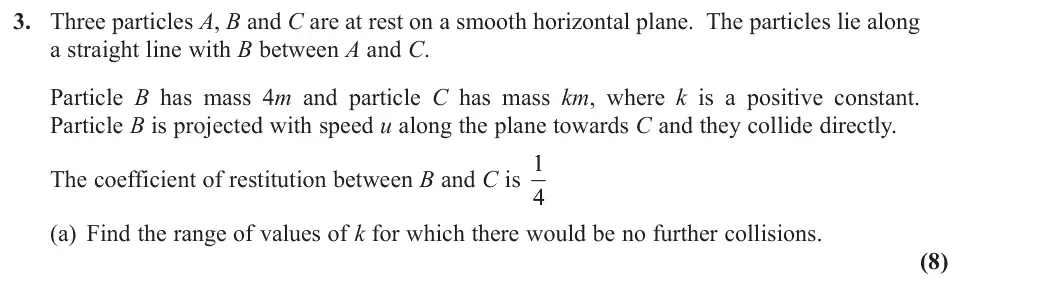 3. Three particles A, B and C are at rest on a smooth horizontal plane. The particles lie along
a straight line with B between A and C.
Particle B has mass 4m and particle C has mass km, where k is a positive constant.
Particle B is projected with speed u along the plane towards C and they collide directly.
The coefficient of restitution between B and C is 1/4
(a) Find the range of values of k for which there would be no further collisions.
(8)